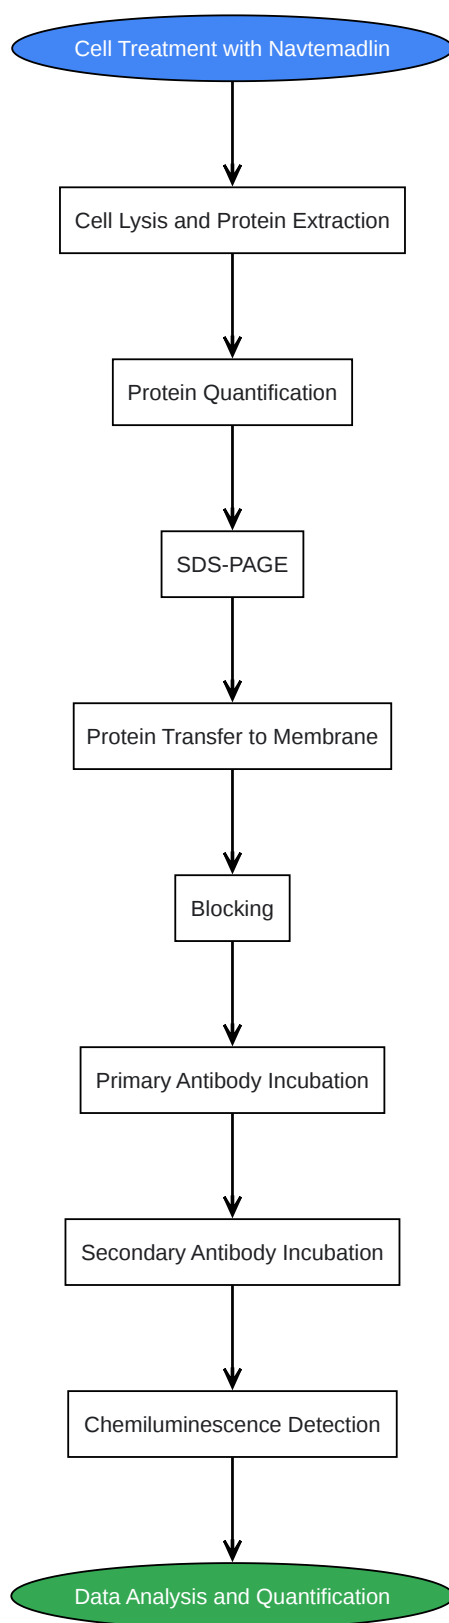 Cell Treatment with Navtemadlin
Cell Lysis and Protein Extraction
Protein Quantification
SDS-PAGE
Protein Transfer to Membrane
Blocking
Primary Antibody Incubation
Secondary Antibody Incubation
Chemiluminescence Detection
Data Analysis and Quantification